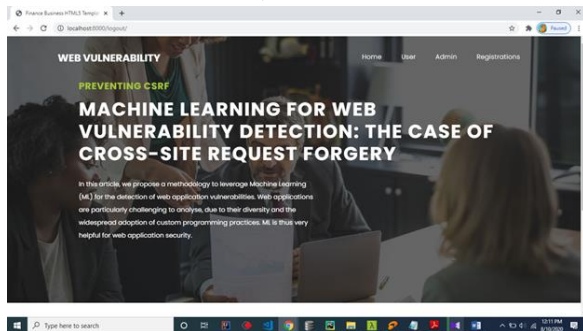 Finance Business HTML5 Templa
localhost:8000/logout/
Paused
WEB VULNERABILITY
Home User Admin Registrations
PREVENTING CSRF
MACHINE LEARNING FOR WEB
VULNERABILITY DETECTION: THE CASE OF
CROSS-SITE REQUEST FORGERY
In this article, we propose a methodology to leverage Machine Learning
(ML) for the detection of web application vulnerabilities. Web applications
are particularly challenging to analyse, due to their diversity and the
widespread adoption of custom programming practices. ML is thus very
helpful for web application security.
Type here to search
12:11 PM